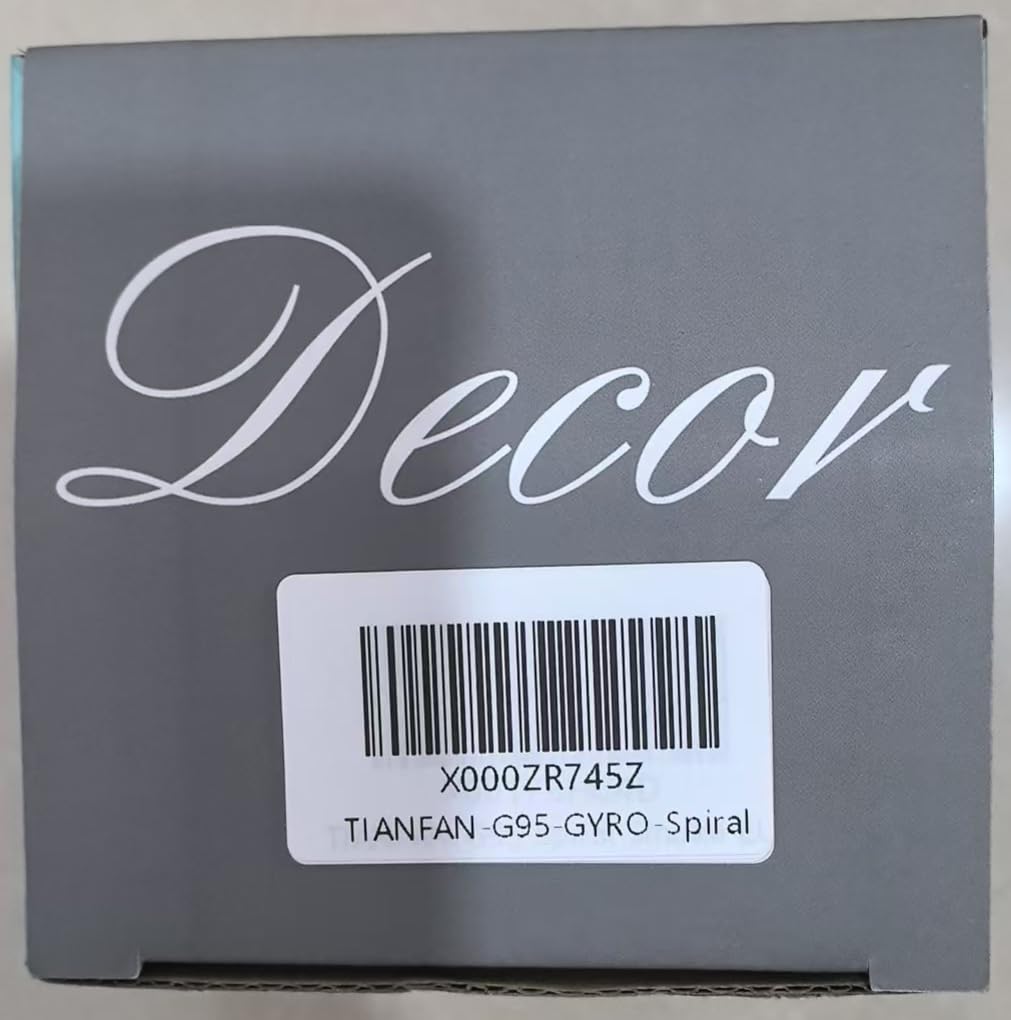 Decor
X000ZR745Z
TIANFAN-G95-GYRO-Spiral